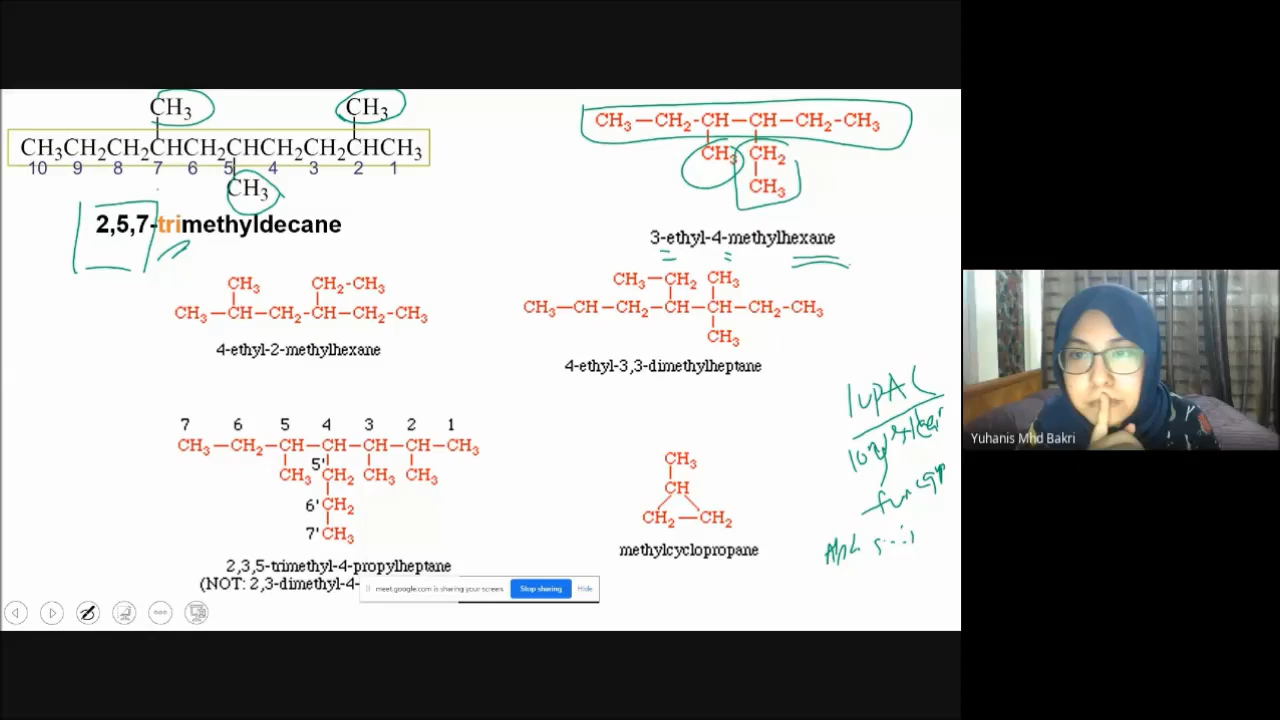 CH3 CH3
CH3CH2CH2CHCH2CHCH2CH2CHCH3
10 9 8 7 6 5 4 3 2 1
CH3
2,5,7-trimethyldecane
CH3—CH2—CH—CH—CH2—CH3
CH3 CH2
CH3
3-ethyl-4-methylhexane
CH3 CH2-CH3
CH3—CH—CH2—CH—CH2—CH3
4-ethyl-2-methylhexane
CH3—CH2 CH3
CH3—CH—CH2—CH—CH—CH2—CH3
CH3
4-ethyl-3,3-dimethylheptane
7 6 5 4 3 2 1
CH3—CH2—CH—CH—CH—CH—CH3
CH3 5' CH2 CH3 CH3
6' CH2
7' CH3
2,3,5-trimethyl-4-propylheptane
(NOT: 2,3-dimethyl-4-
CH3
CH
CH2—CH2
methylcyclopropane
IUPAC
meet.google.com is sharing your screen. Stop sharing Hide
Yuhanis Mhd Bakri